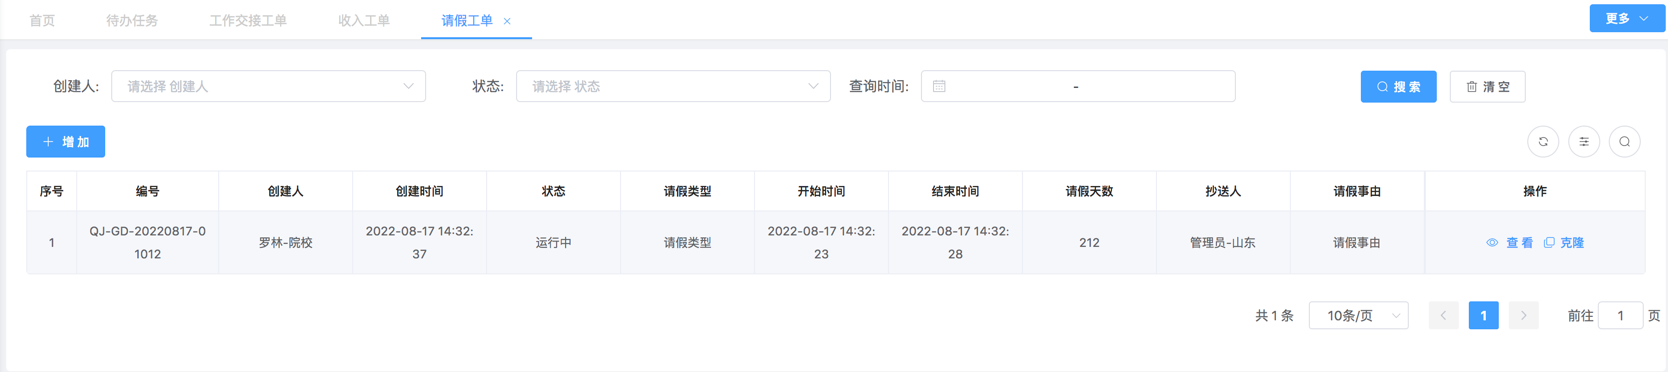 首页 待办任务 工作交接工单 收入工单 请假工单 更多
创建人: 请选择 创建人 状态: 请选择 状态 查询时间: - 搜索 清空
增加
序号 编号 创建人 创建时间 状态 请假类型 开始时间 结束时间 请假天数 抄送人 请假事由 操作
1 QJ-GD-20220817-0 罗林-院校 2022-08-17 14:32: 运行中 请假类型 2022-08-17 14:32: 2022-08-17 14:32: 212 管理员-山东 请假事由 查看 克隆
1012 37 23 28
共 1 条 10条/页 1 前往 1 页